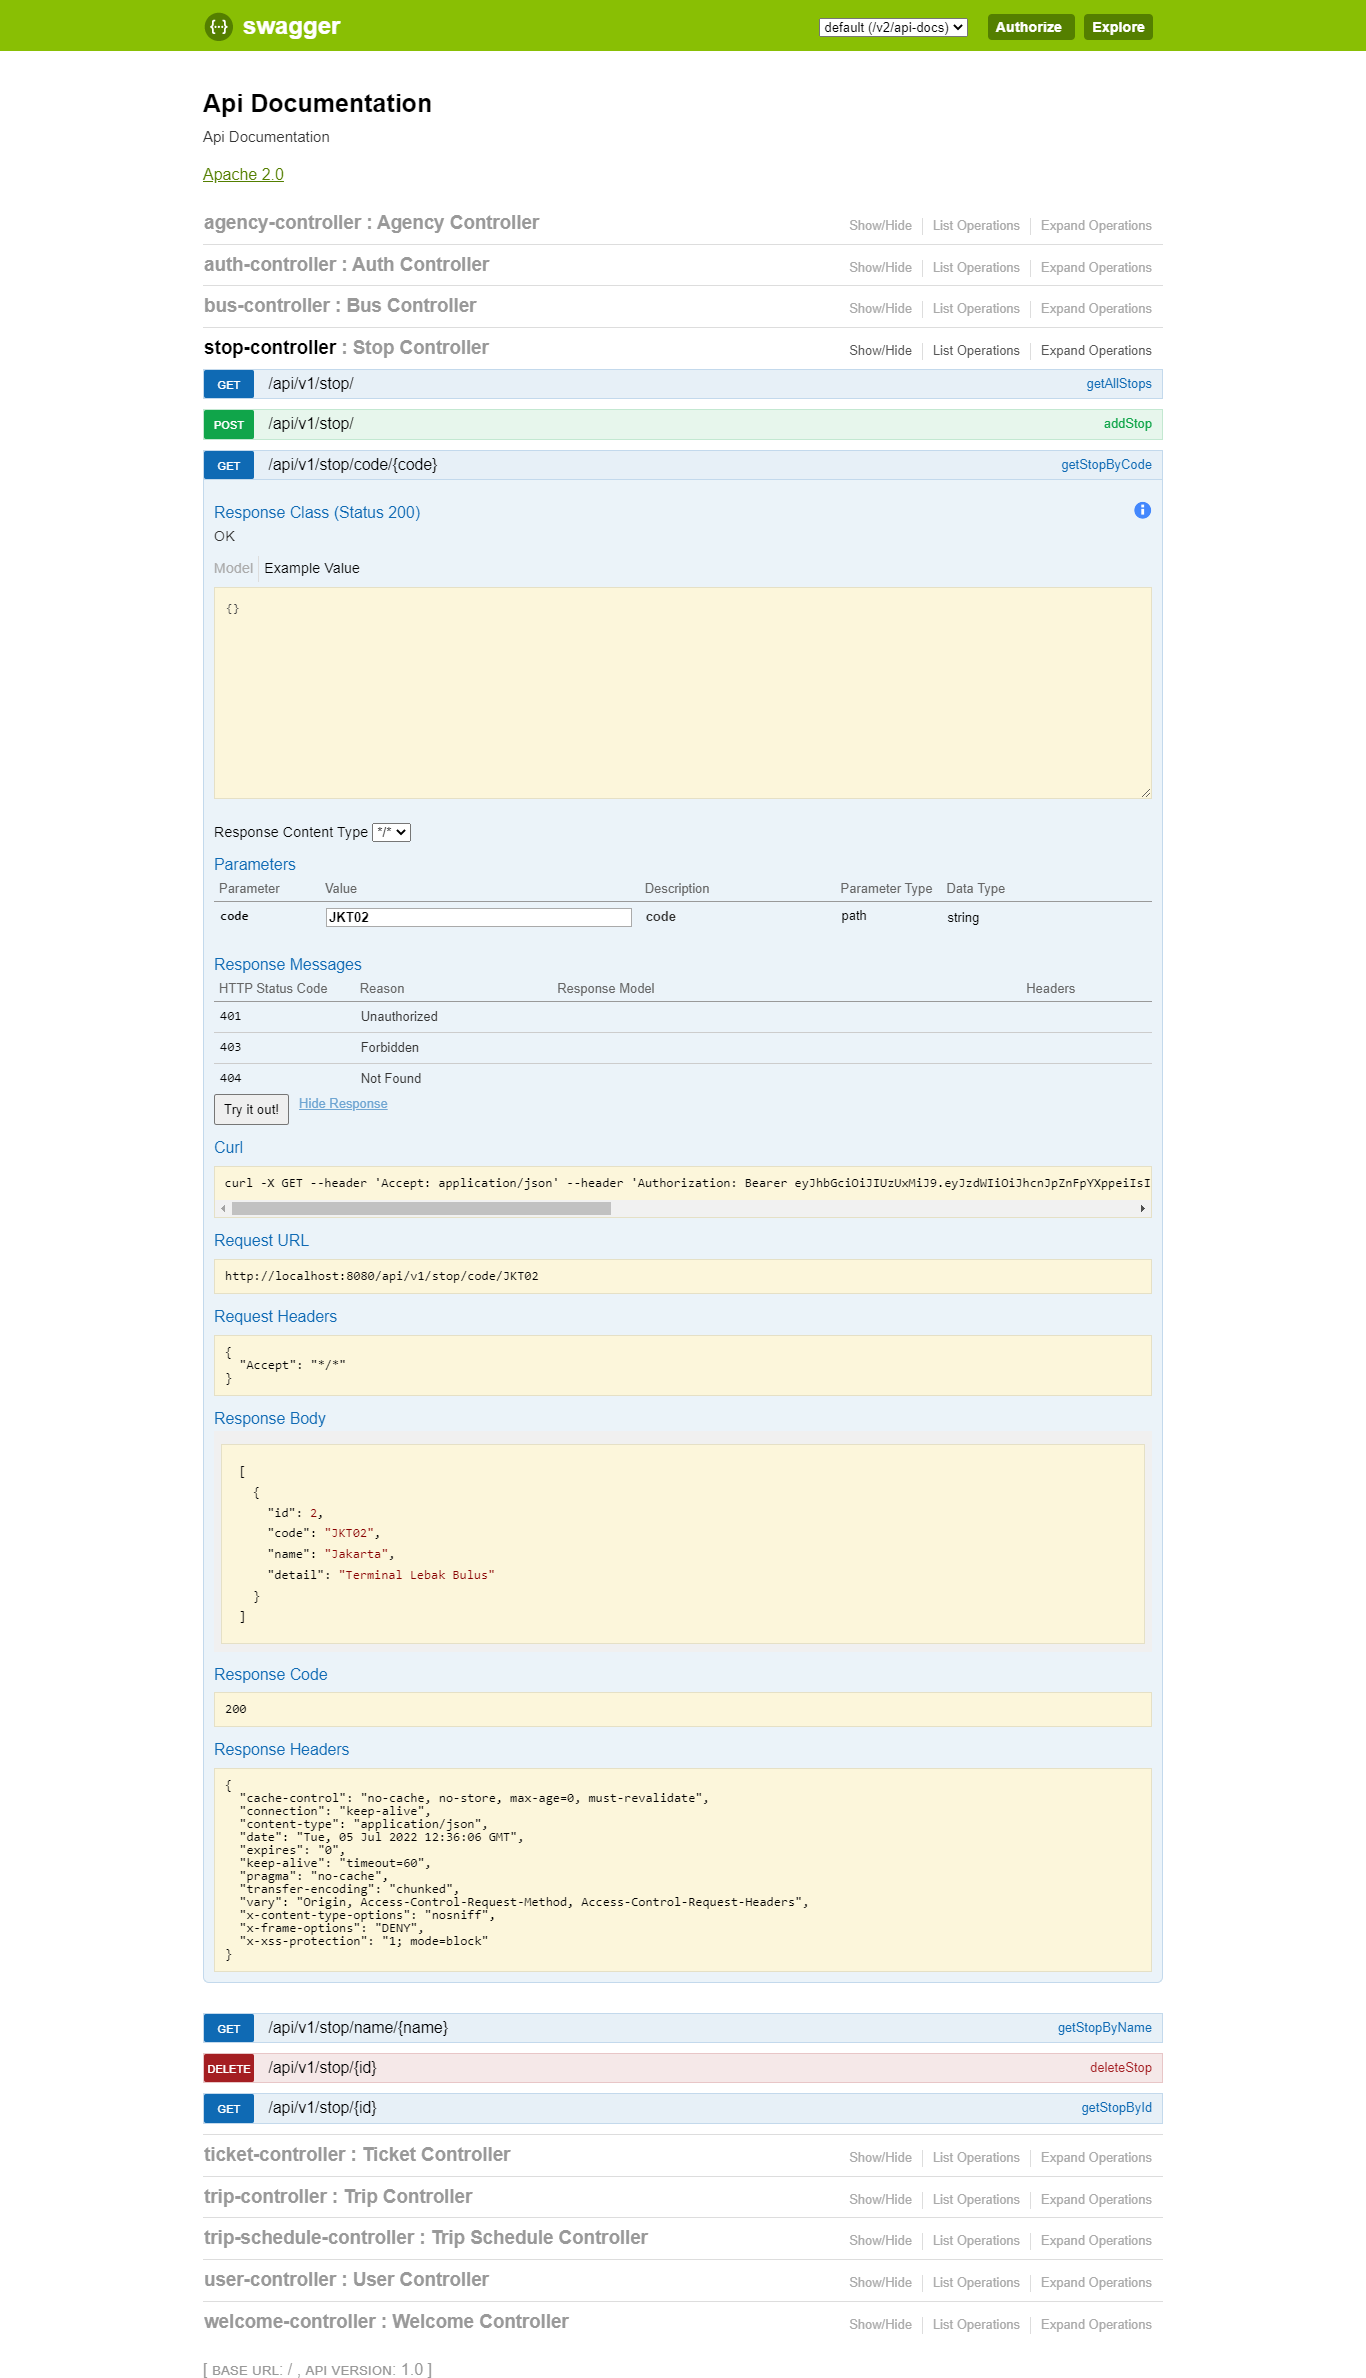 swagger default (/v2/api-docs) Authorize Explore
Api Documentation
Api Documentation
Apache 2.0
agency-controller : Agency Controller Show/Hide List Operations Expand Operations
auth-controller : Auth Controller Show/Hide List Operations Expand Operations
bus-controller : Bus Controller Show/Hide List Operations Expand Operations
stop-controller : Stop Controller Show/Hide List Operations Expand Operations
GET /api/v1/stop/ getAllStops
POST /api/v1/stop/ addStop
GET /api/v1/stop/code/{code} getStopByCode
Response Class (Status 200)
OK
Model Example Value
{}
Response Content Type */*
Parameters
Parameter Value Description Parameter Type Data Type
code JKT02 code path string
Response Messages
HTTP Status Code Reason Response Model Headers
401 Unauthorized
403 Forbidden
404 Not Found
Try it out! Hide Response
Curl
curl -X GET --header 'Accept: application/json' --header 'Authorization: Bearer eyJhbGciOiJIUzUxMiJ9.eyJzdWIiOiJhcnJpZnFpYXppeiIsI
Request URL
http://localhost:8080/api/v1/stop/code/JKT02
Request Headers
{
"Accept": "*/*"
}
Response Body
[
{
"id": 2,
"code": "JKT02",
"name": "Jakarta",
"detail": "Terminal Lebak Bulus"
}
]
Response Code
200
Response Headers
{
"cache-control": "no-cache, no-store, max-age=0, must-revalidate",
"connection": "keep-alive",
"content-type": "application/json",
"date": "Tue, 05 Jul 2022 12:36:06 GMT",
"expires": "0",
"keep-alive": "timeout=60",
"pragma": "no-cache",
"transfer-encoding": "chunked",
"vary": "Origin, Access-Control-Request-Method, Access-Control-Request-Headers",
"x-content-type-options": "nosniff",
"x-frame-options": "DENY",
"x-xss-protection": "1; mode=block"
}
GET /api/v1/stop/name/{name} getStopByName
DELETE /api/v1/stop/{id} deleteStop
GET /api/v1/stop/{id} getStopById
ticket-controller : Ticket Controller Show/Hide List Operations Expand Operations
trip-controller : Trip Controller Show/Hide List Operations Expand Operations
trip-schedule-controller : Trip Schedule Controller Show/Hide List Operations Expand Operations
user-controller : User Controller Show/Hide List Operations Expand Operations
welcome-controller : Welcome Controller Show/Hide List Operations Expand Operations
[ BASE URL: / , API VERSION: 1.0 ]